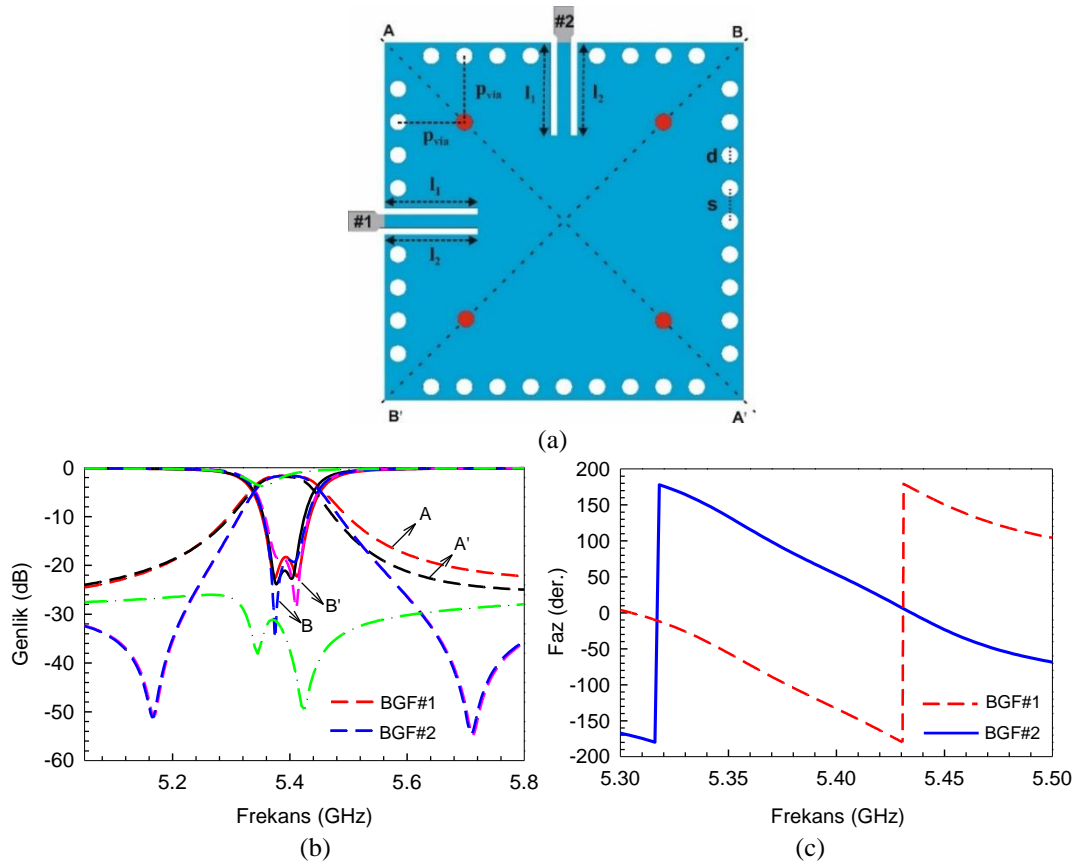 #2
A
B
p_via
l_1
l_2
p_via
d
l_1
s
#1
l_2
B'
A'
(a)
0
-10
-20
-30
-40
-50
-60
Genlik (dB)
A
A'
B'
B
BGF#1
BGF#2
5.2
5.4
5.6
5.8
Frekans (GHz)
(b)
200
150
100
50
0
-50
-100
-150
-200
Faz (der.)
BGF#1
BGF#2
5.30
5.35
5.40
5.45
5.50
Frekans (GHz)
(c)